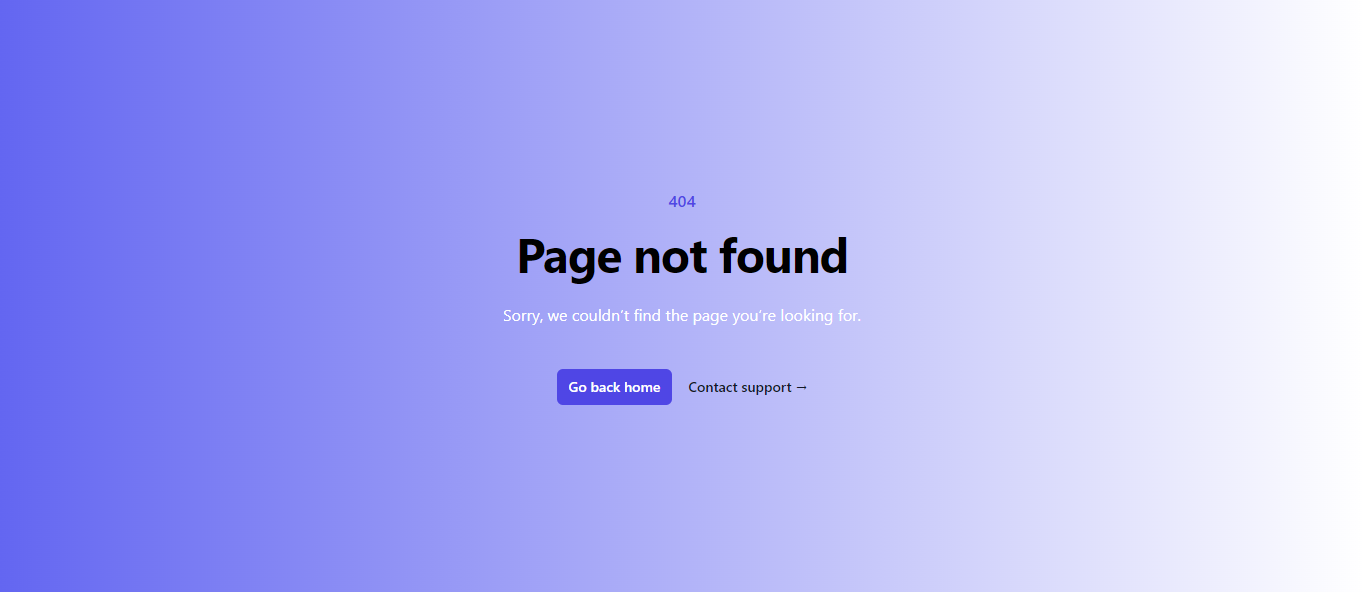 404
Page not found
Sorry, we couldn't find the page you're looking for.
Go back home
Contact support →